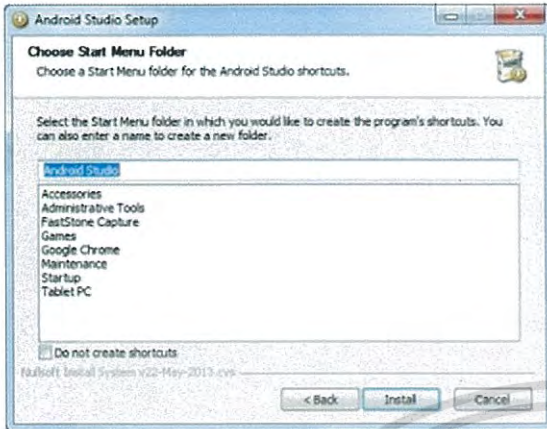 Android Studio Setup
Choose Start Menu Folder
Choose a Start Menu folder for the Android Studio shortcuts.
Select the Start Menu folder in which you would like to create the program's shortcuts. You
can also enter a name to create a new folder.
Android Studio
Accessories
Administrative Tools
FastStone Capture
Games
Google Chrome
Maintenance
Startup
Tablet PC
Do not create shortcuts
Nullsoft Install System v22-May-2013.cvs
< Back
Install
Cancel